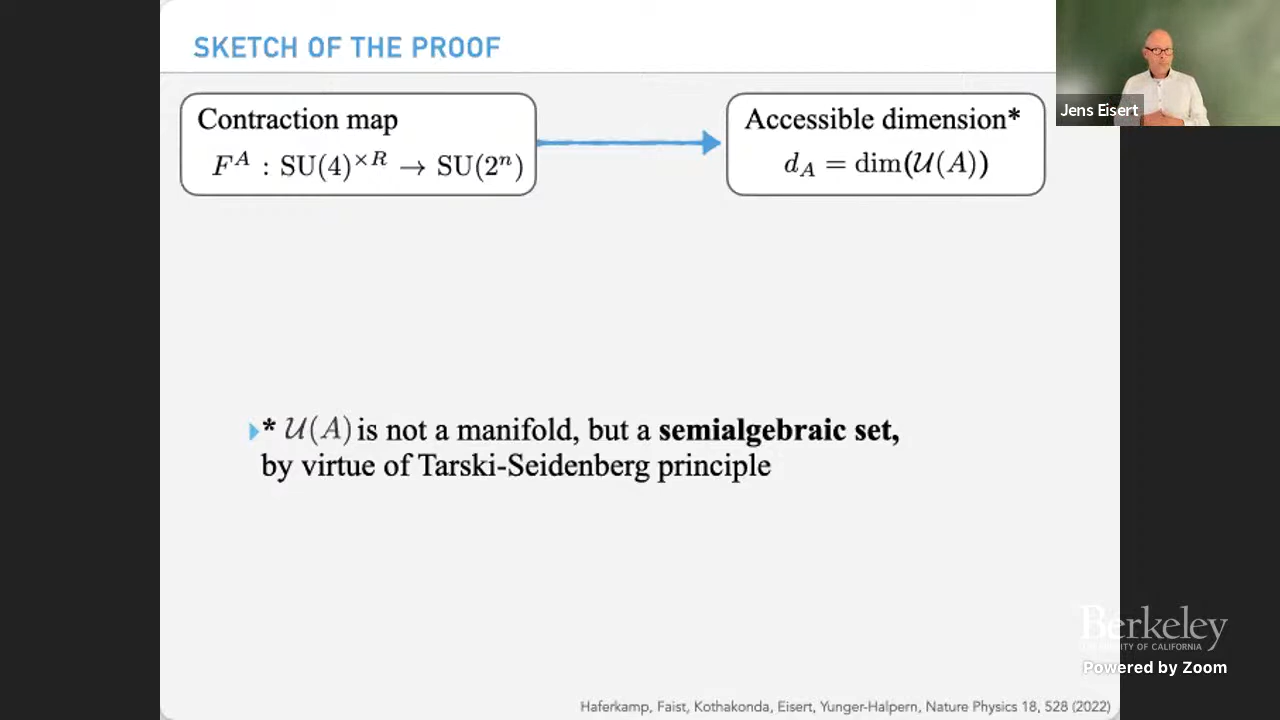 SKETCH OF THE PROOF
Contraction map
F^A : SU(4)^{×R} → SU(2^n)
Accessible dimension*
d_A = dim(𝒰(A))
Jens Eisert
* 𝒰(A) is not a manifold, but a semialgebraic set,
by virtue of Tarski-Seidenberg principle
Berkeley
UNIVERSITY OF CALIFORNIA
Powered by Zoom
Haferkamp, Faist, Kothakonda, Eisert, Yunger-Halpern, Nature Physics 18, 528 (2022)